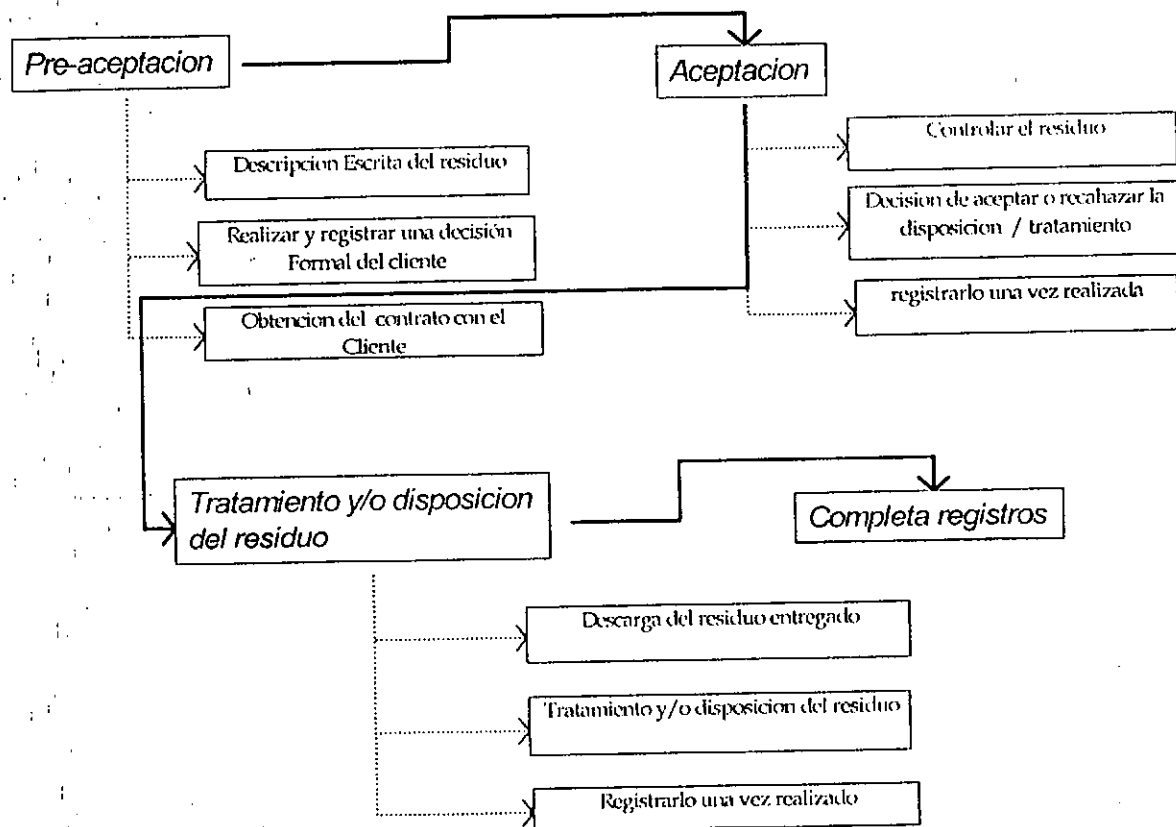 Pre-aceptacion
Aceptacion
Descripcion Escrita del residuo
Realizar y registrar una decisión
Formal del cliente
Obtencion del contrato con el
Cliente
Controlar el residuo
Decision de aceptar o recahazar la
disposicion / tratamiento
registrarlo una vez realizada
Tratamiento y/o disposicion
del residuo
Completa registros
Descarga del residuo entregado
Tratamiento y/o disposicion del residuo
Registrarlo una vez realizado